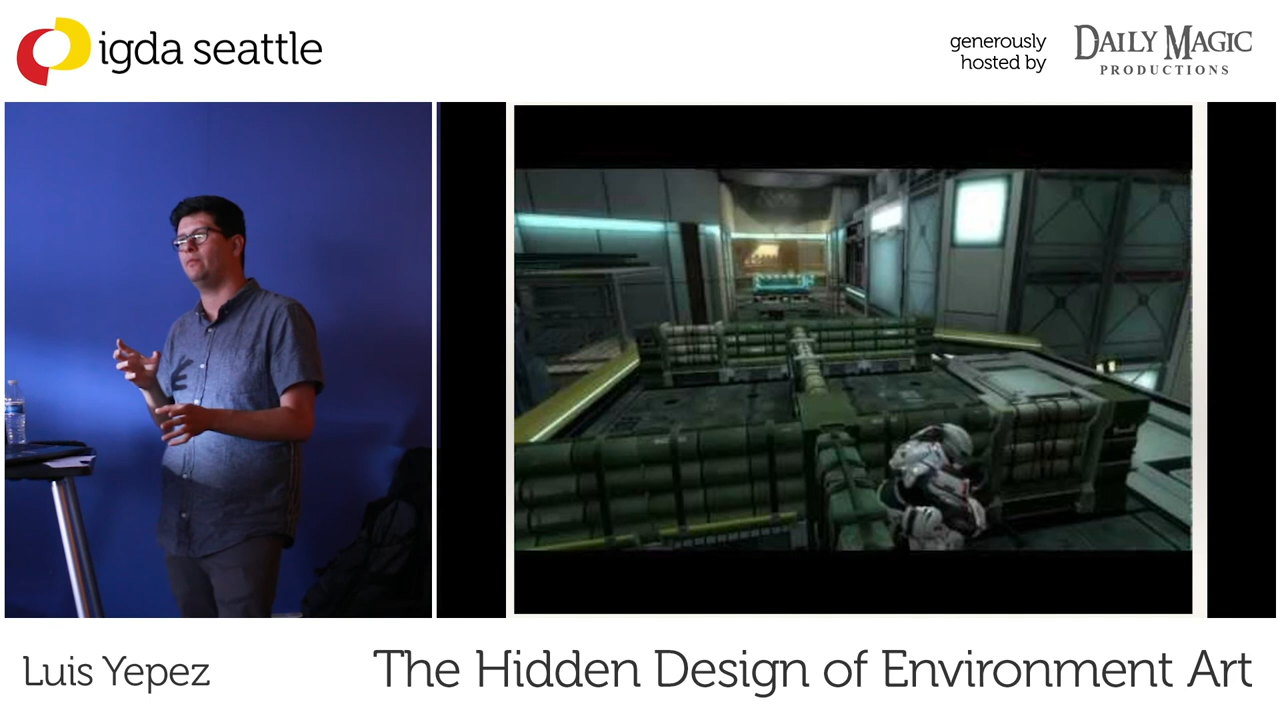 igda seattle
generously
hosted by
DAILY MAGIC
PRODUCTIONS
Luis Yepez
The Hidden Design of Environment Art